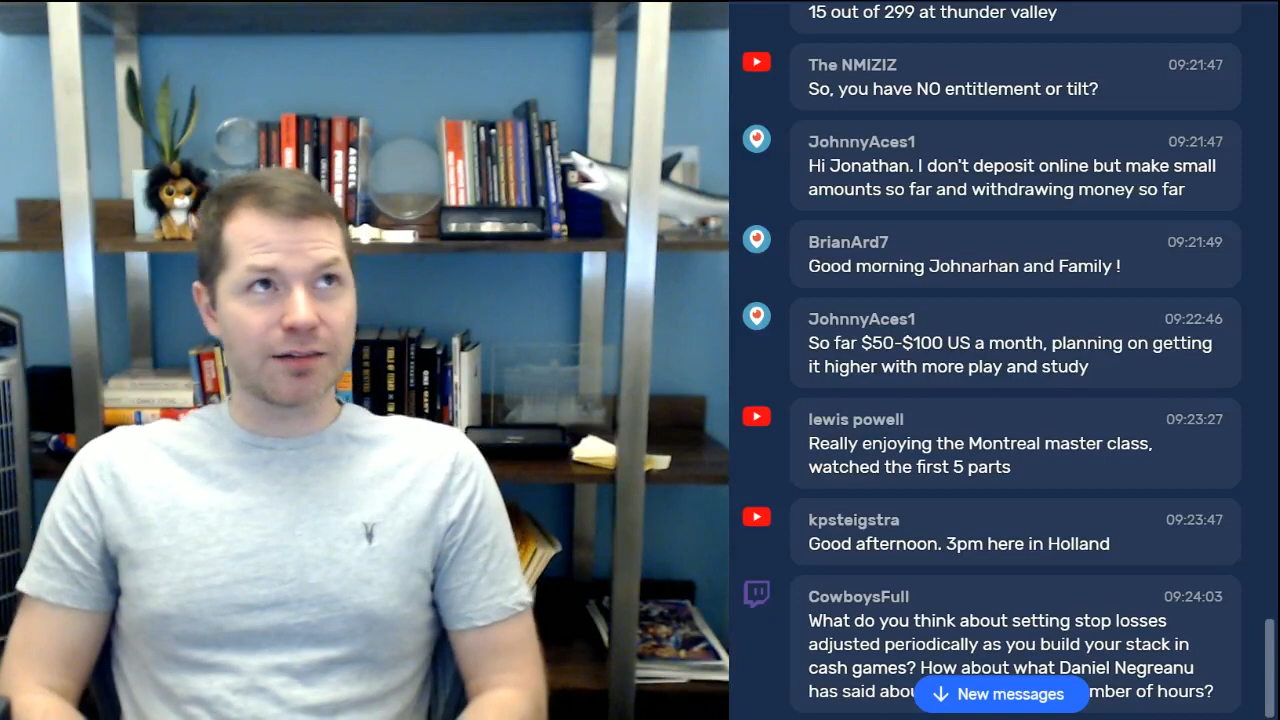 15 out of 299 at thunder valley
The NMIZIZ 09:21:47
So, you have NO entitlement or tilt?
JohnnyAces1 09:21:47
Hi Jonathan. I don't deposit online but make small
amounts so far and withdrawing money so far
BrianArd7 09:21:49
Good morning Johnarhan and Family !
JohnnyAces1 09:22:46
So far $50-$100 US a month, planning on getting
it higher with more play and study
lewis powell 09:23:27
Really enjoying the Montreal master class,
watched the first 5 parts
kpsteigstra 09:23:47
Good afternoon. 3pm here in Holland
CowboysFull 09:24:03
What do you think about setting stop losses
adjusted periodically as you build your stack in
cash games? How about what Daniel Negreanu
has said of hours?
New messages
ANGEL